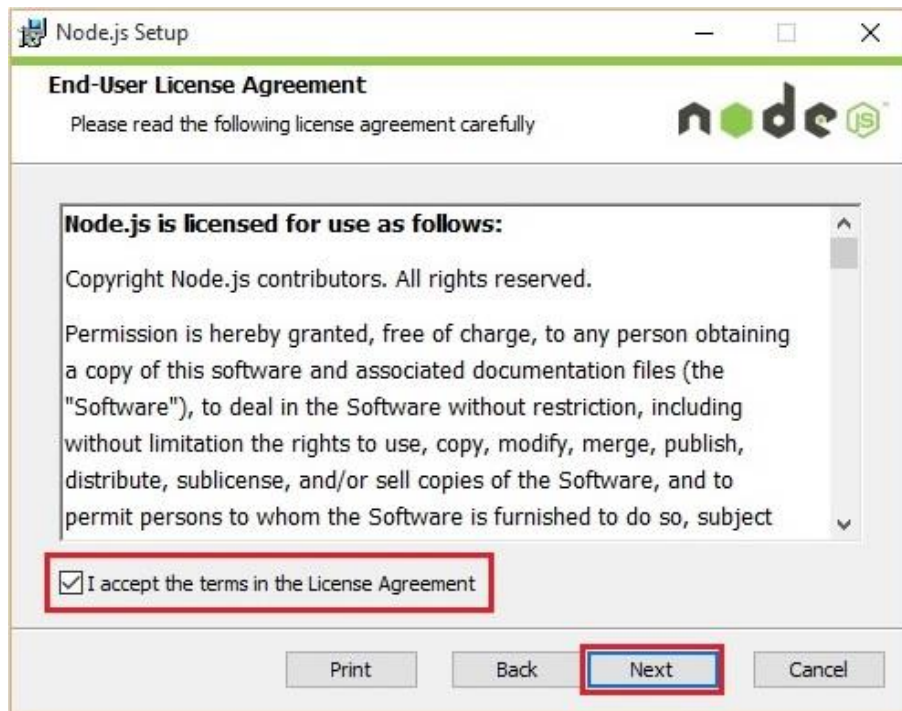 Node.js Setup
End-User License Agreement
Please read the following license agreement carefully
node JS
Node.js is licensed for use as follows:
Copyright Node.js contributors. All rights reserved.
Permission is hereby granted, free of charge, to any person obtaining
a copy of this software and associated documentation files (the
"Software"), to deal in the Software without restriction, including
without limitation the rights to use, copy, modify, merge, publish,
distribute, sublicense, and/or sell copies of the Software, and to
permit persons to whom the Software is furnished to do so, subject
I accept the terms in the License Agreement
Print Back Next Cancel